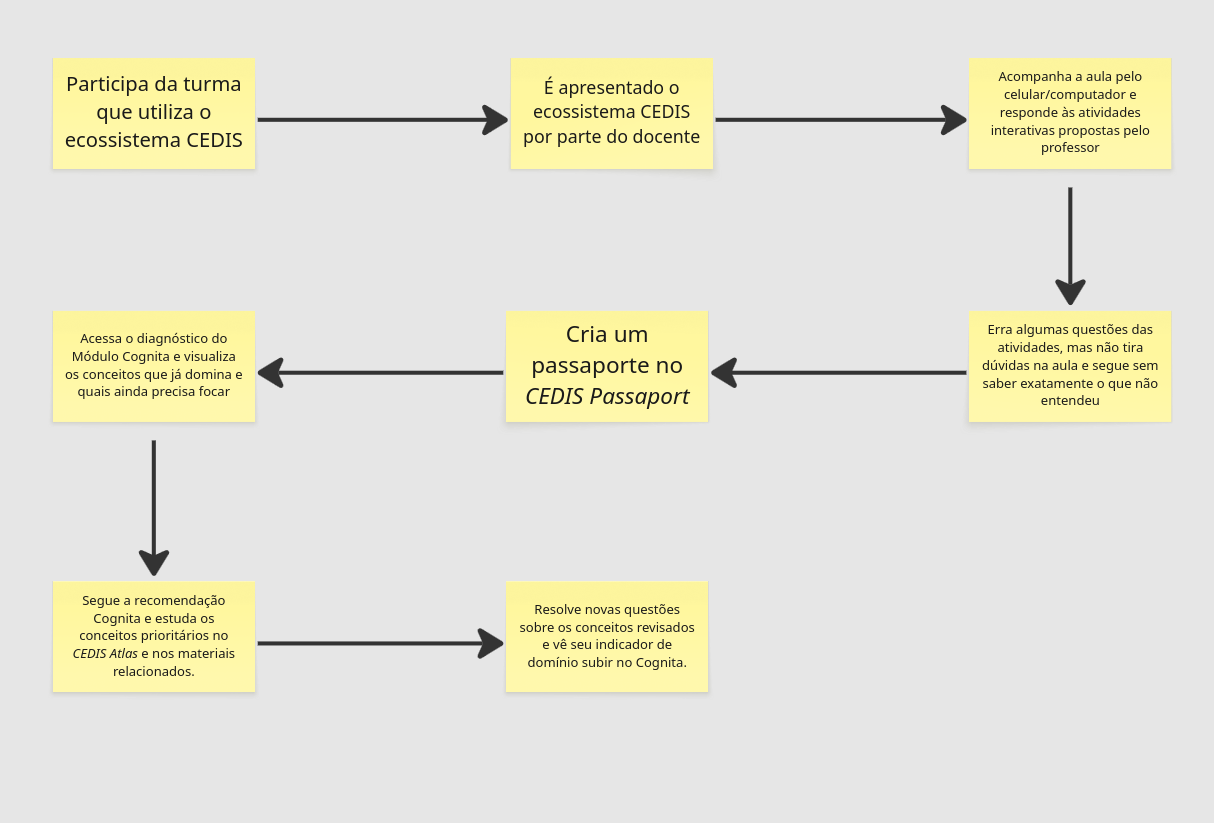 Participa da turma
que utiliza o
ecossistema CEDIS
É apresentado o
ecossistema CEDIS
por parte do docente
Acompanha a aula pelo
celular/computador e
responde às atividades
interativas propostas pelo
professor
Erra algumas questões das
atividades, mas não tira
dúvidas na aula e segue sem
saber exatamente o que não
entendeu
Cria um
passaporte no
CEDIS Passaport
Acessa o diagnóstico do
Módulo Cognita e visualiza
os conceitos que já domina e
quais ainda precisa focar
Segue a recomendação
Cognita e estuda os
conceitos prioritários no
CEDIS Atlas e nos materiais
relacionados.
Resolve novas questões
sobre os conceitos revisados
e vê seu indicador de
domínio subir no Cognita.